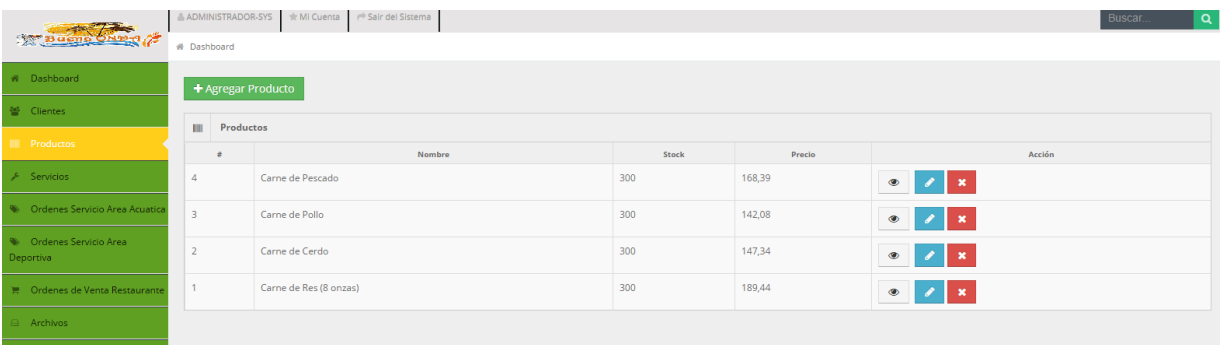 Buena ONDA
ADMINISTRADOR-SYS Mi Cuenta Sair del Sistema
Buscar...
Dashboard
Dashboard
Clientes
Productos
Servicios
Ordenes Servicio Area Acuatica
Ordenes Servicio Area Deportiva
Ordenes de Venta Restaurante
Archivos
Agregar Producto
Productos
# Nombre Stock Precio Acción
4 Carne de Pescado 300 168,39
3 Carne de Pollo 300 142,08
2 Carne de Cerdo 300 147,34
1 Carne de Res (8 onzas) 300 189,44